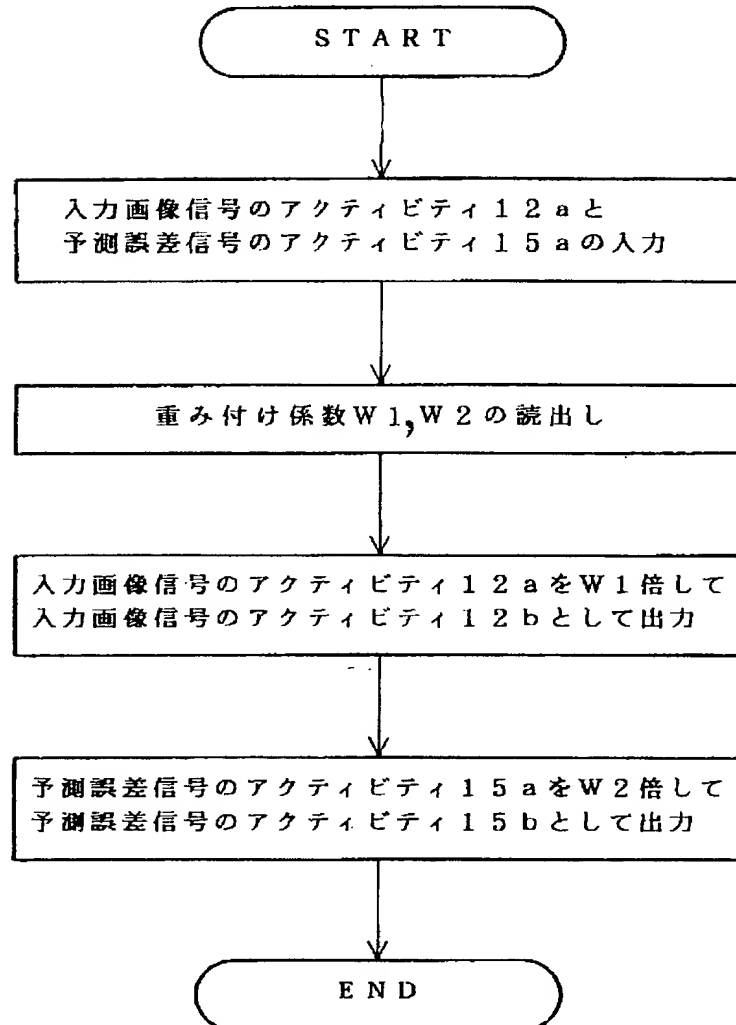 START
入力画像信号のアクティビティ12aと
予測誤差信号のアクティビティ15aの入力
重み付け係数W1,W2の読出し
入力画像信号のアクティビティ12aをW1倍して
入力画像信号のアクティビティ12bとして出力
予測誤差信号のアクティビティ15aをW2倍して
予測誤差信号のアクティビティ15bとして出力
END